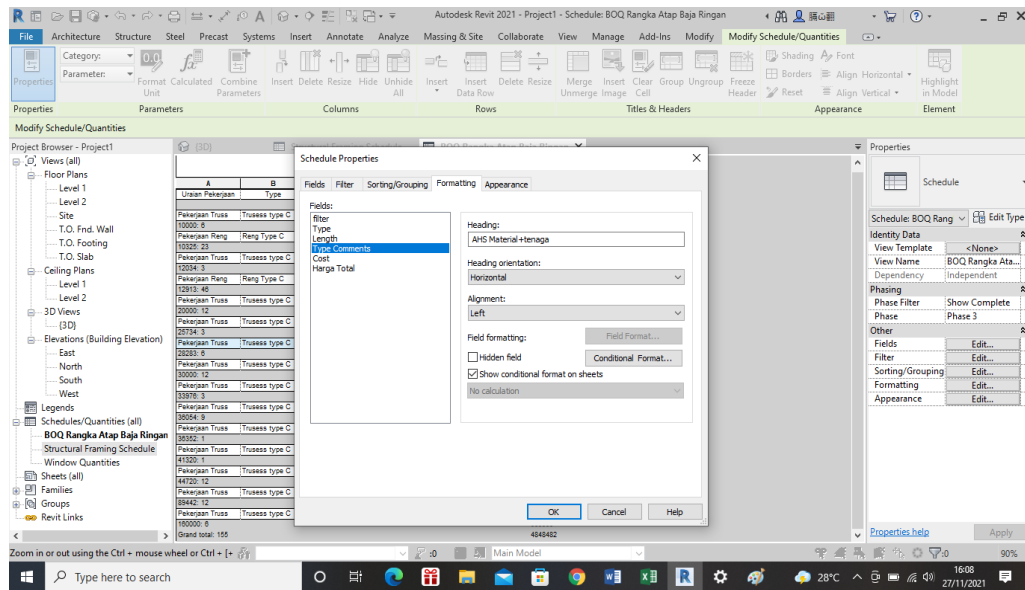 Autodesk Revit 2021 - Project1 - Schedule: BOQ Rangka Atap Baja Ringan
File Architecture Structure Steel Precast Systems Insert Annotate Analyze Massing & Site Collaborate View Manage Add-Ins Modify Modify Schedule/Quantities
Category:
Parameter:
Properties
Format Unit
Calculated
Combine Parameters
Insert Delete Resize Hide Unhide All
Insert
Insert Data Row
Delete Resize
Merge Unmerge
Insert Image
Clear Cell
Group Ungroup
Freeze Header
Shading Font
Borders Align Horizontal
Reset Align Vertical
Highlight in Model
Properties Parameters Columns Rows Titles & Headers Appearance Element
Modify Schedule/Quantities
Project Browser - Project1
Views (all)
Floor Plans
Level 1
Level 2
Site
T.O. Fnd. Wall
T.O. Footing
T.O. Slab
Ceiling Plans
Level 1
Level 2
3D Views
{3D}
Elevations (Building Elevation)
East
North
South
West
Legends
Schedules/Quantities (all)
BOQ Rangka Atap Baja Ringan
Structural Framing Schedule
Window Quantities
Sheets (all)
Families
Groups
Revit Links
{3D}
A B
Uraian Pekerjaan Type
Pekerjaan Truss Trusess type C
10000: 6
Pekerjaan Reng Reng Type C
10325: 23
Pekerjaan Truss Trusess type C
12034: 3
Pekerjaan Reng Reng Type C
12913: 46
Pekerjaan Truss Trusess type C
20000: 12
Pekerjaan Truss Trusess type C
25734: 3
Pekerjaan Truss Trusess type C
28283: 6
Pekerjaan Truss Trusess type C
30000: 12
Pekerjaan Truss Trusess type C
33976: 3
Pekerjaan Truss Trusess type C
36054: 9
Pekerjaan Truss Trusess type C
36352: 1
Pekerjaan Truss Trusess type C
41320: 1
Pekerjaan Truss Trusess type C
44720: 12
Pekerjaan Truss Trusess type C
89442: 12
Pekerjaan Truss Trusess type C
160000: 6
Grand total: 155 4848482
Schedule Properties
Fields Filter Sorting/Grouping Formatting Appearance
Fields:
filter
Type
Length
Type Comments
Cost
Harga Total
Heading:
AHS Material+tenaga
Heading orientation:
Horizontal
Alignment:
Left
Field formatting:
Field Format...
Hidden field
Conditional Format...
Show conditional format on sheets
No calculation
OK Cancel Help
Properties
Schedule
Schedule: BOQ Rang Edit Type
Identity Data
View Template <None>
View Name BOQ Rangka Ata...
Dependency Independent
Phasing
Phase Filter Show Complete
Phase Phase 3
Other
Fields Edit...
Filter Edit...
Sorting/Grouping Edit...
Formatting Edit...
Appearance Edit...
Properties help Apply
Zoom in or out using the Ctrl + mouse wheel or Ctrl + [+
:0
Main Model
:0
90%
Type here to search
28°C
16:08
27/11/2021